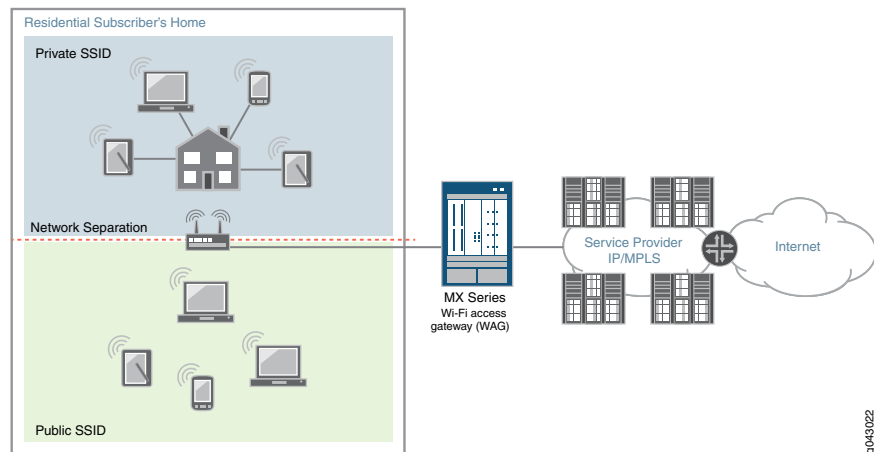 Residential Subscriber's Home
Private SSID
Network Separation
Public SSID
MX Series
Wi-Fi access
gateway (WAG)
Service Provider
IP/MPLS
Internet
g043022